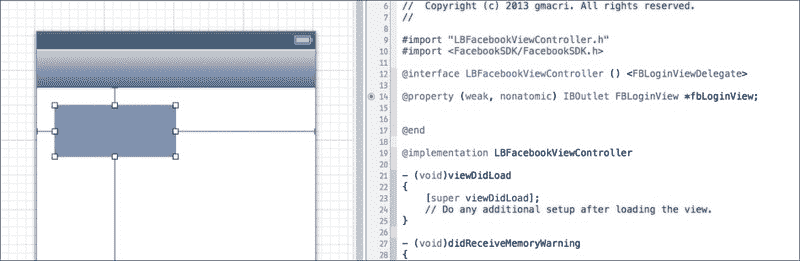 6 // Copyright (c) 2013 gmacri. All rights reserved.
7 //
8
9 #import "LBFacebookViewController.h"
10 #import <FacebookSDK/FacebookSDK.h>
11
12 @interface LBFacebookViewController () <FBLoginViewDelegate>
13
14 @property (weak, nonatomic) IBOutlet FBLoginView *fbLoginView;
15
16
17 @end
18
19 @implementation LBFacebookViewController
20
21 - (void)viewDidLoad
22 {
23 [super viewDidLoad];
24 // Do any additional setup after loading the view.
25 }
26
27 - (void)didReceiveMemoryWarning
28 {